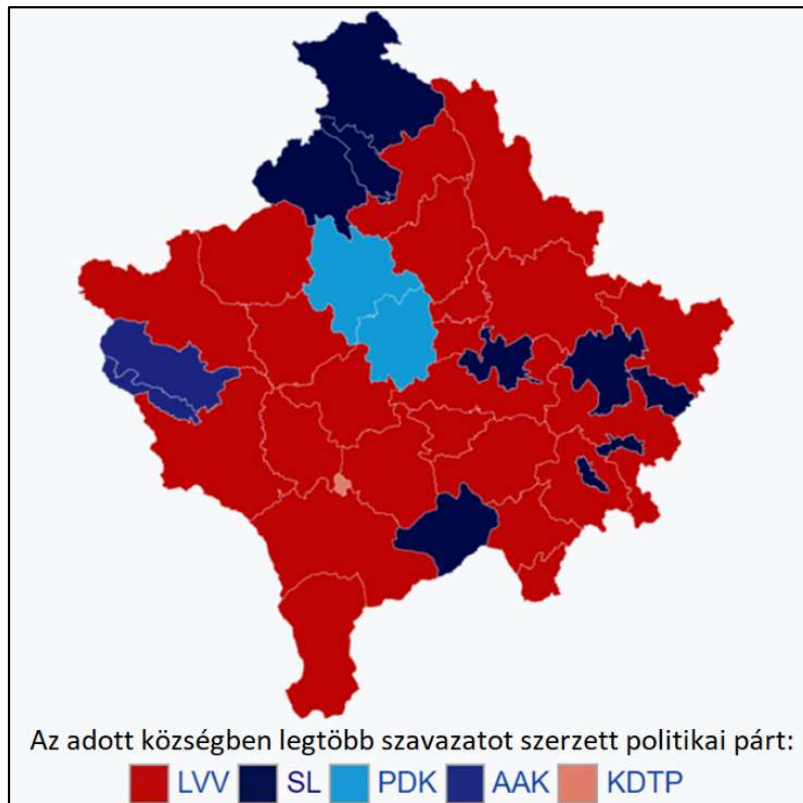 Az adott községben legtöbb szavazatot szerzett politikai párt:
LVV SL PDK AAK KDTP